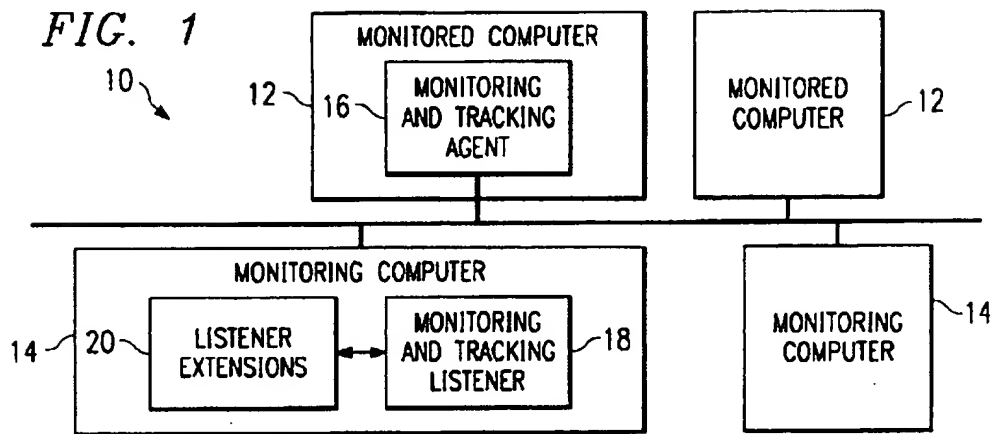 FIG. 1
10
MONITORED COMPUTER
12
16
MONITORING
AND TRACKING
AGENT
MONITORED
COMPUTER
12
MONITORING COMPUTER
14
20
LISTENER
EXTENSIONS
MONITORING
AND TRACKING
LISTENER
18
MONITORING
COMPUTER
14